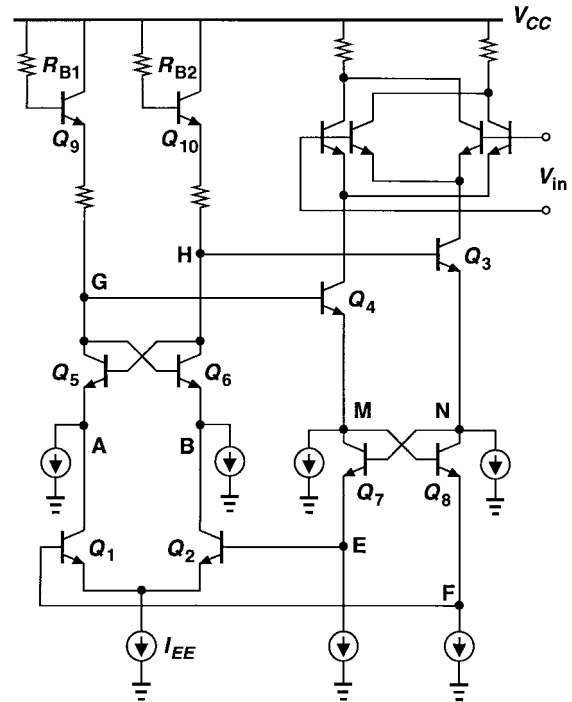 V_CC
R_B1
R_B2
Q_9
Q_10
V_in
H
Q_3
G
Q_4
Q_5
Q_6
M
N
A
B
Q_7
Q_8
Q_1
Q_2
E
F
I_EE